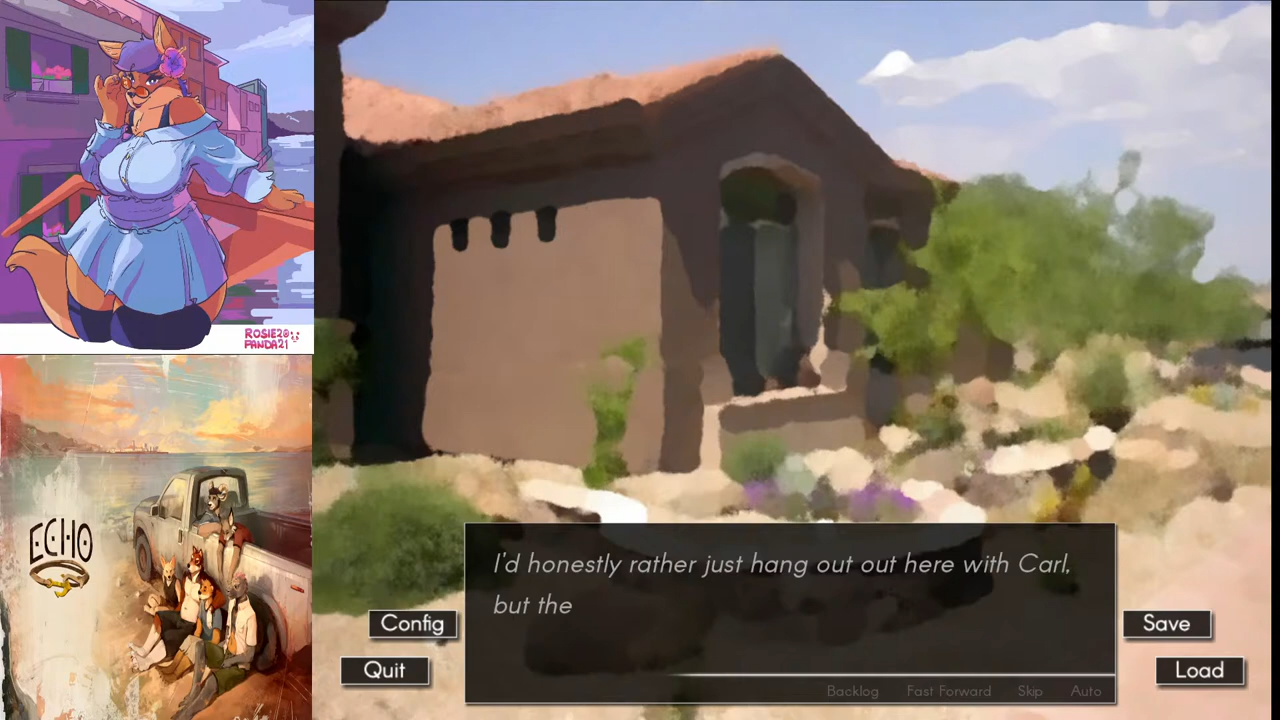 ROSIE20
PANDA21
ECHO
I'd honestly rather just hang out out here with Carl,
but the
Config
Quit
Save
Load
Backlog
Fast Forward
Skip
Auto